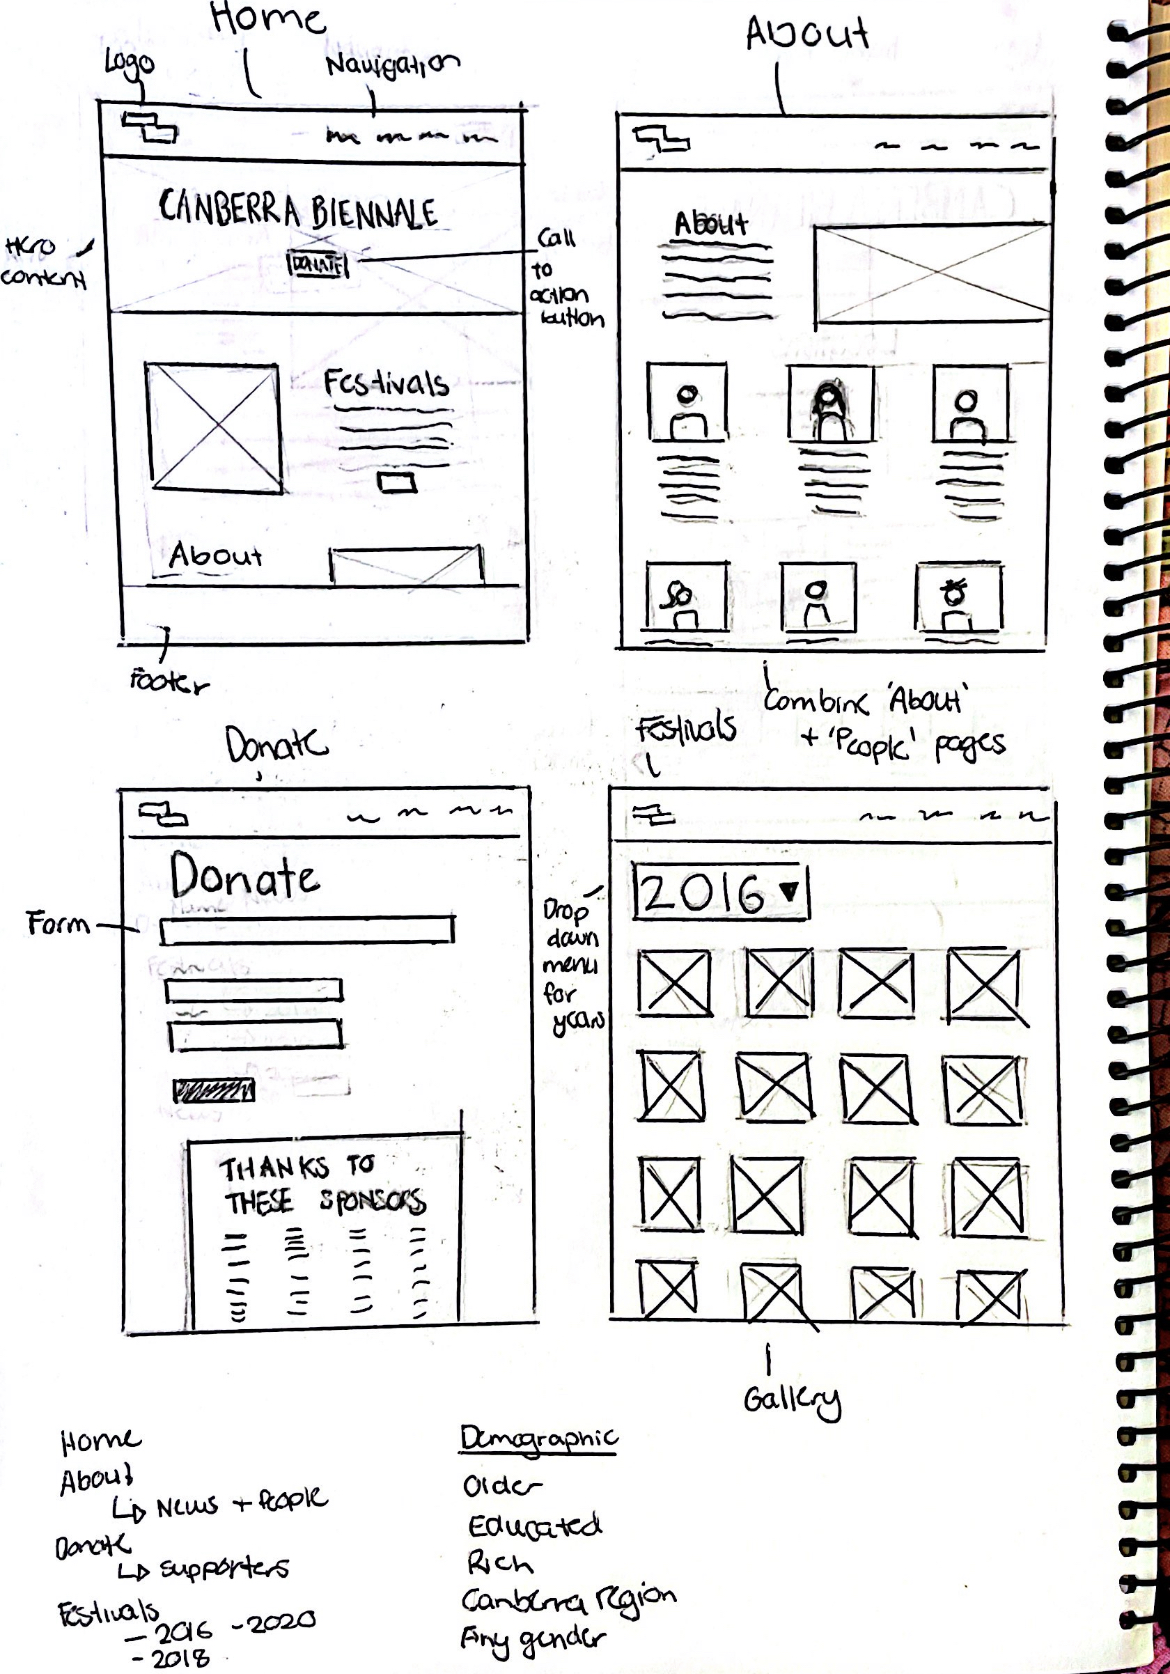 Home
Logo
Navigation
CANBERRA BIENNALE
Hero
content
DONATE
Call
to
action
button
Festivals
About
Footer
About
About
Combine 'About'
+ 'People' pages
Donate
Donate
Form
THANKS TO
THESE SPONSORS
Festivals
2016
Drop
down
menu
for
years
Gallery
Home
About
↳ News + People
Donate
↳ supporters
Festivals
- 2016 - 2020
- 2018
Demographic
Older
Educated
Rich
Canberra region
Any gender